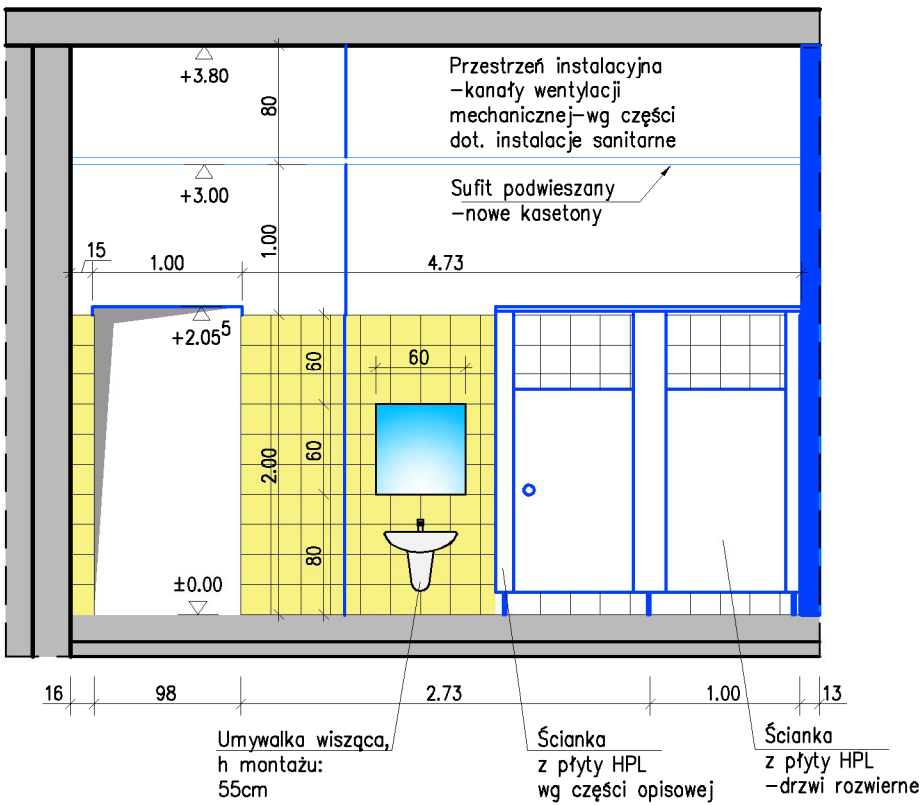 +3.80
80
Przestrzeń instalacyjna
–kanały wentylacji
mechanicznej–wg części
dot. instalacje sanitarne
+3.00
Sufit podwieszany
–nowe kasetony
15
1.00
1.00
4.73
+2.05⁵
60
60
60
2.00
80
±0.00
16
98
2.73
1.00
13
Umywalka wisząca,
h montażu:
55cm
Ścianka
z płyty HPL
wg części opisowej
Ścianka
z płyty HPL
–drzwi rozwierne